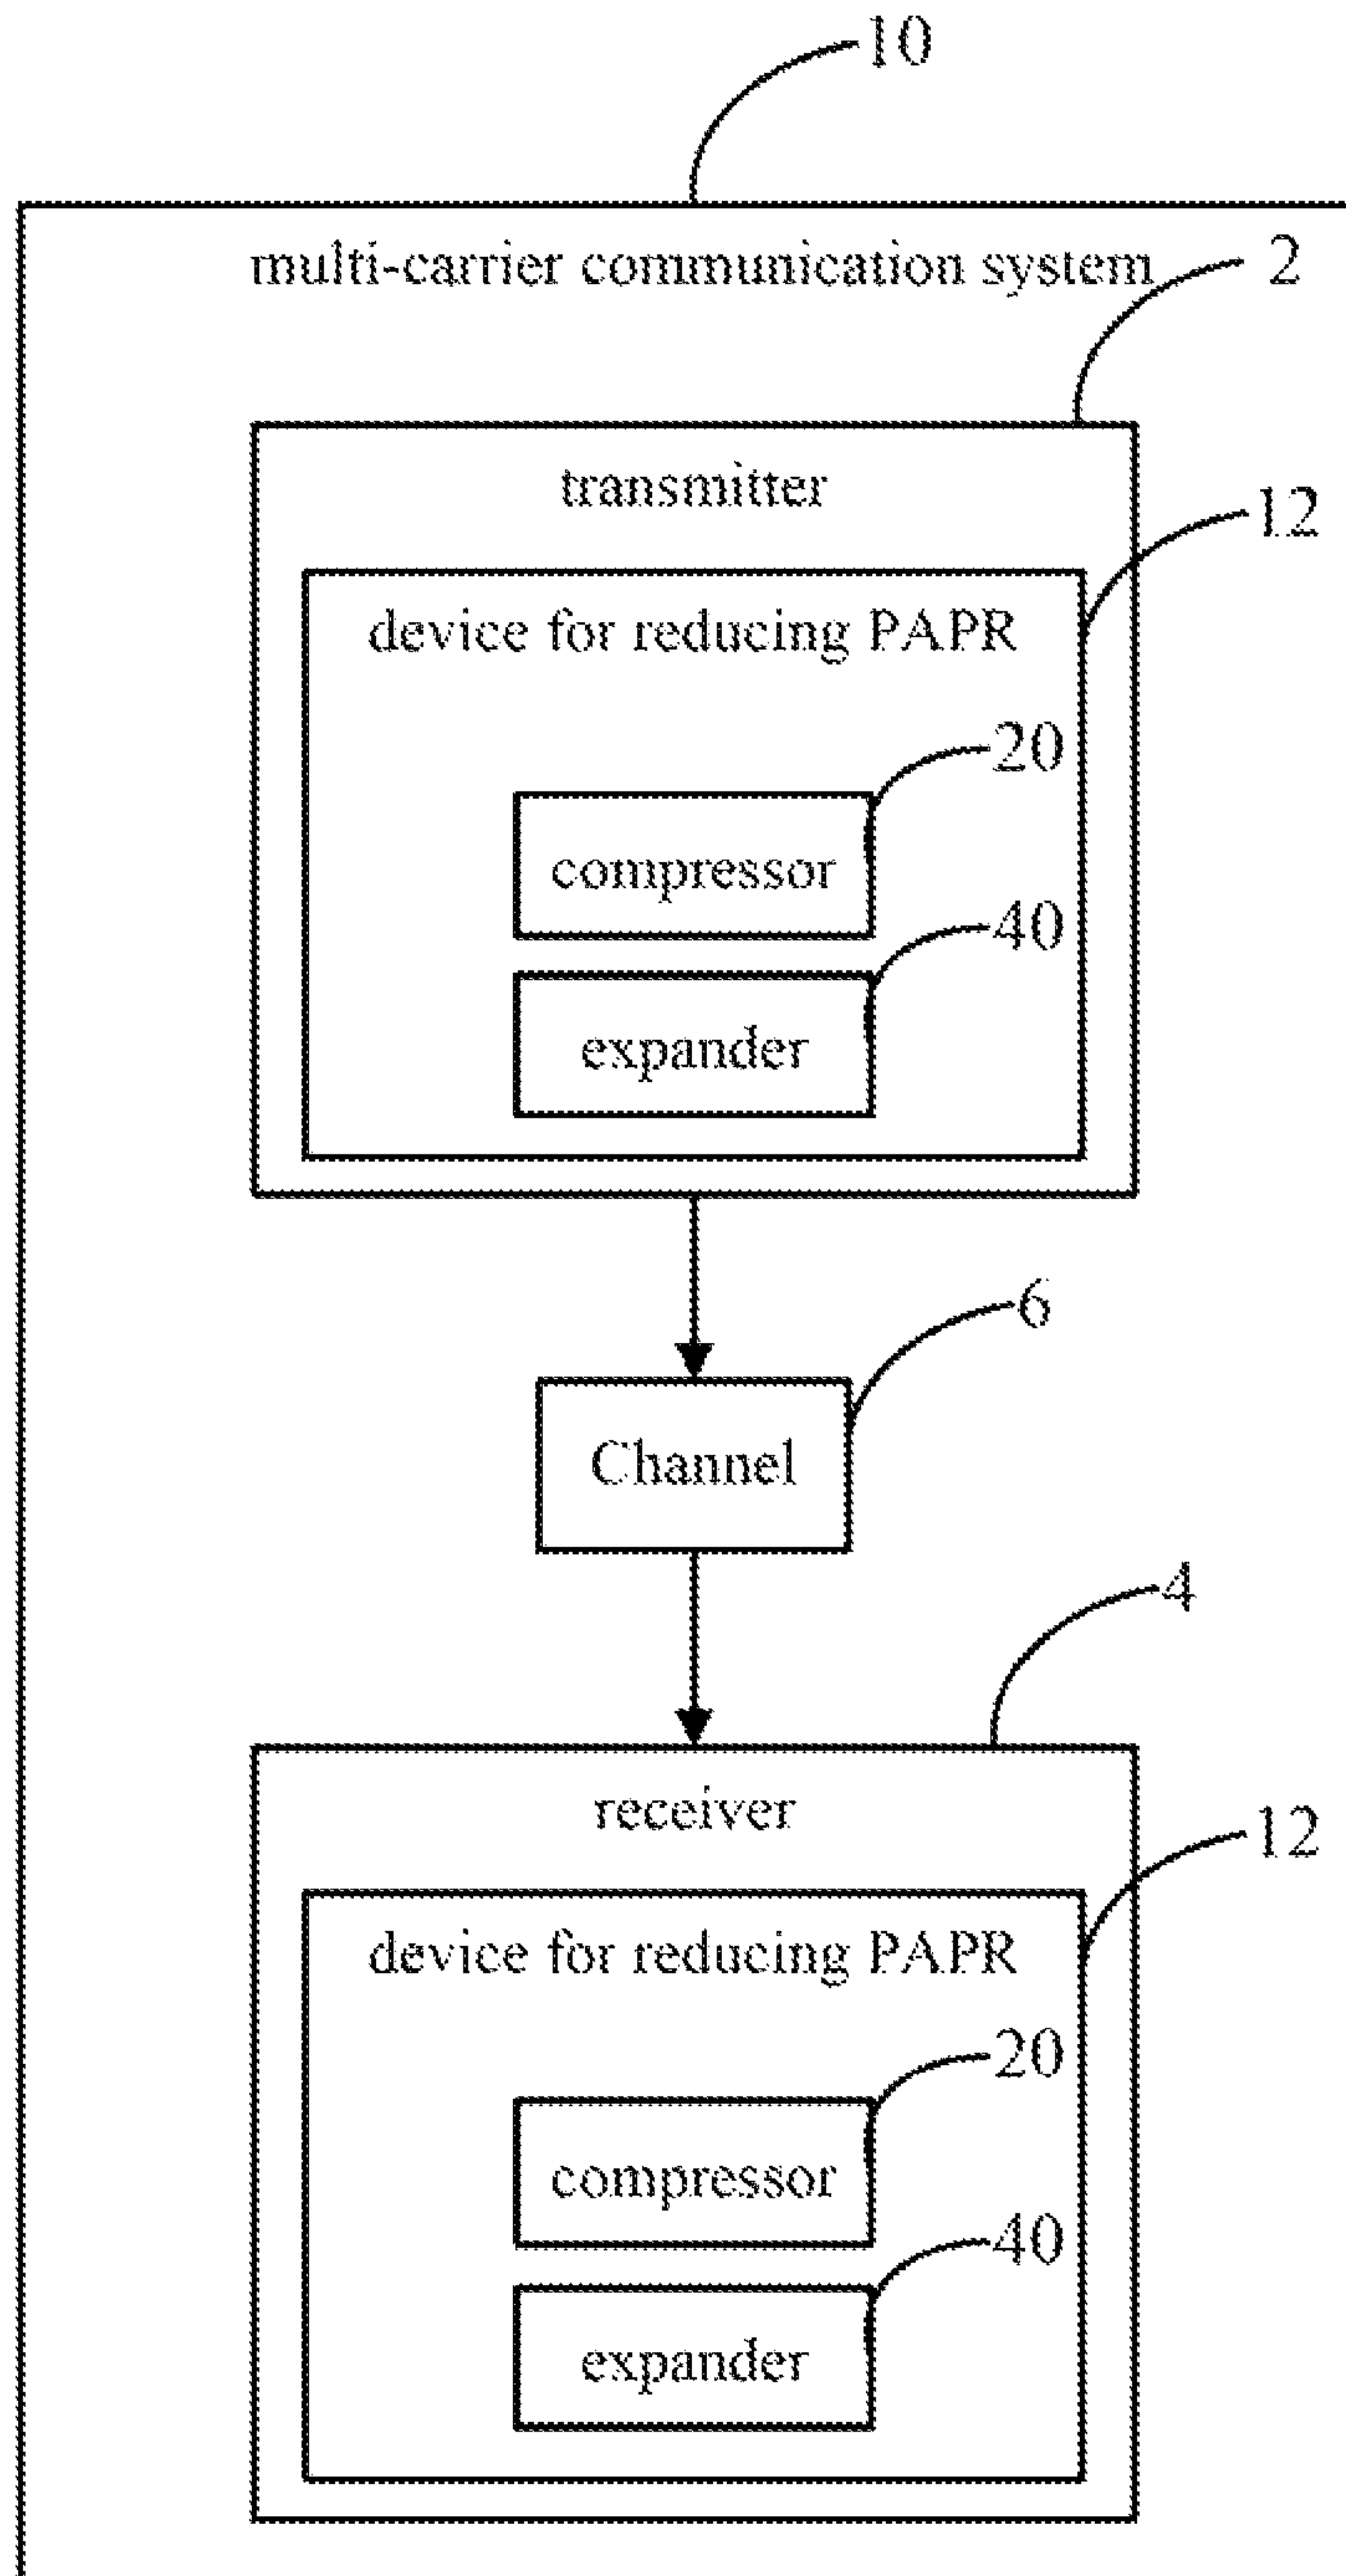 10
multi-carrier communication system
2
transmitter
12
device for reducing PAPR
20
compressor
40
expander
6
Channel
4
receiver
12
device for reducing PAPR
20
compressor
40
expander